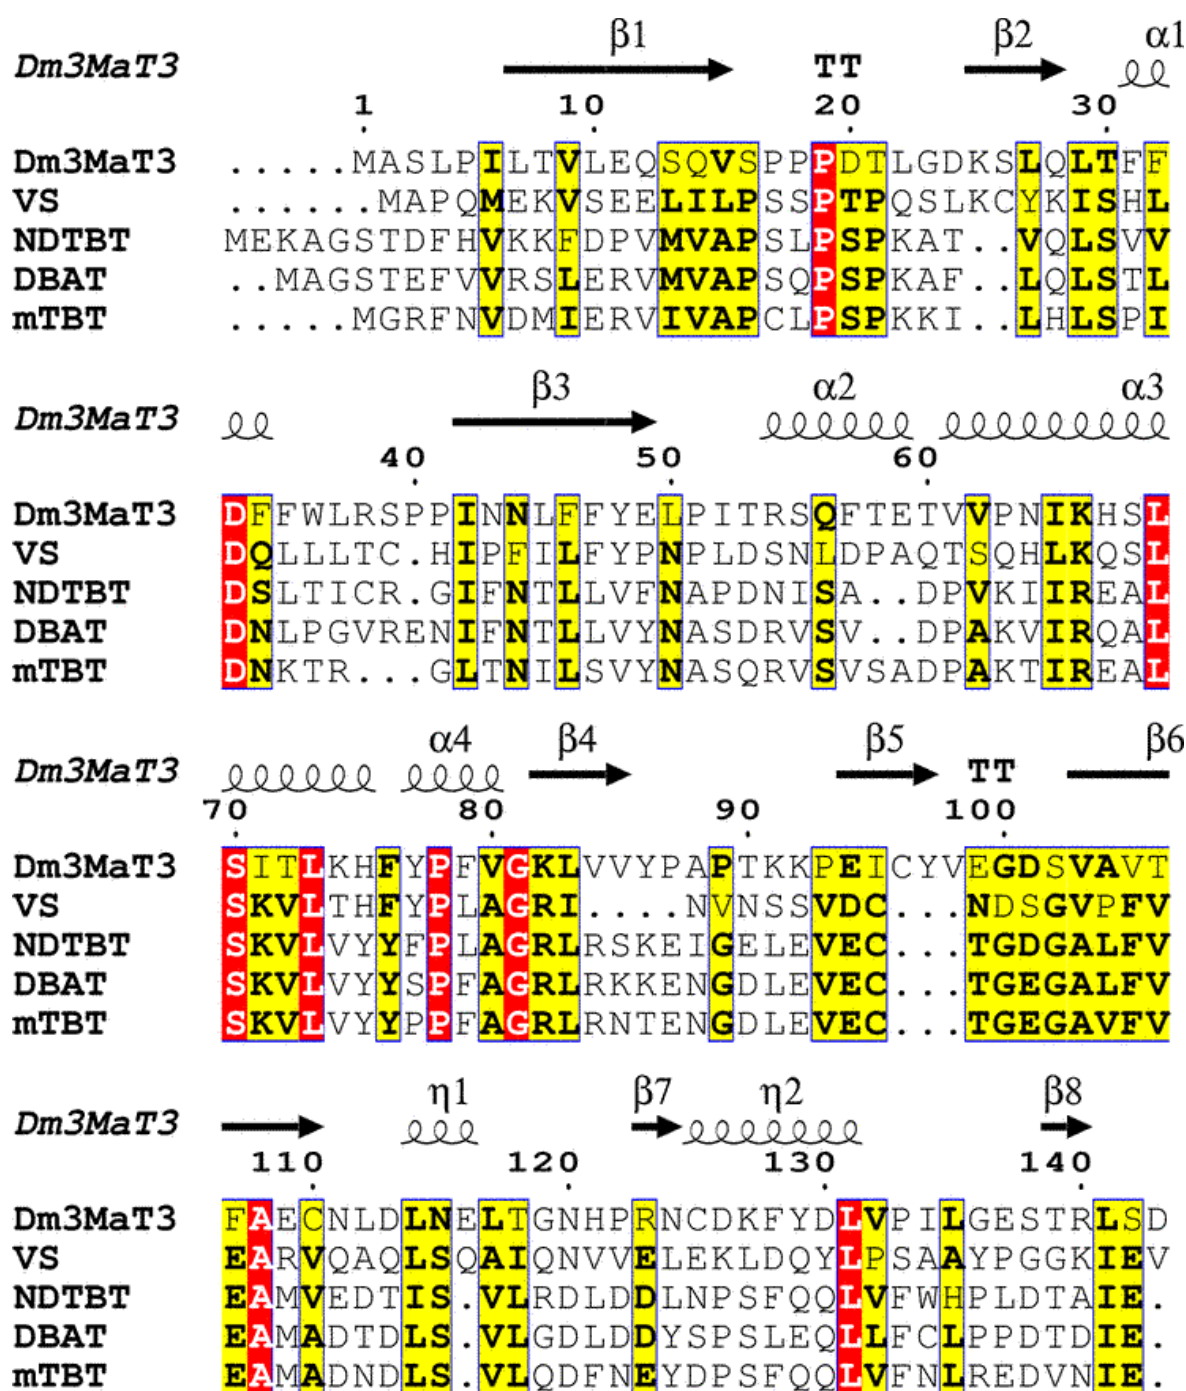 Dm3MaT3 β1 TT β2 α1
1 10 20 30
Dm3MaT3 .....MASLPILTVLEQSQVSPPPDTLGDKSLQLTFF
VS ......MAPQMEKVSEELILPSSPTPQSLKCYKISHL
NDTBT MEKAGSTDFHVKKFDPVMVAPSLPSPKAT..VQLSVV
DBAT ..MAGSTEFVVRSLERVMVAPSQPSPKAF..LQLSTL
mTBT .....MGRFNVDMIERVIVAPCLPSPKKI..LHLSPI
Dm3MaT3 β3 α2 α3
40 50 60
Dm3MaT3 DFFWLRSPPINNLFFYELPITRSQFTETVVPNIKHSL
VS DQLLLTC.HIPFILFYPNPLDSNLDPAQTSQHLKQSL
NDTBT DSLTICR.GIFNTLLVFNAPDNISA..DPVKIIREAL
DBAT DNLPGVRENIFNTLLVYNASDRVSV..DPAKVIRQAL
mTBT DNKTR...GLTNILSVYNASQRVSVSADPAKTIREAL
Dm3MaT3 α4 β4 β5 TT β6
70 80 90 100
Dm3MaT3 SITLKHFYPFVGKLVVYPAPTKKPEICYVEGDSVAVT
VS SKVLTHFYPLAGRI....NVNSSVDC...NDSGVPFV
NDTBT SKVLVYYFPLAGRLRSKEIGELEVEC...TGDGALFV
DBAT SKVLVYYSPFAGRLRKKENGDLEVEC...TGEGALFV
mTBT SKVLVYYPPFAGRLRNTENGDLEVEC...TGEGAVFV
Dm3MaT3 η1 β7 η2 β8
110 120 130 140
Dm3MaT3 FAECNLDLNELTGNHPRNCDKFYDLVPILGESTRLSD
VS EARVQAQLSQAIQNVVELEKLDQYLPSAAYPGGKIEV
NDTBT EAMVEDTIS.VLRDLDDLNPSFQQLVFWHPLDTAIE.
DBAT EAMADTDLS.VLGDLDDYSPSLEQLLFCLPPDTDIE.
mTBT EAMADNDLS.VLQDFNEYDPSFQQLVFNLREDVNIE.